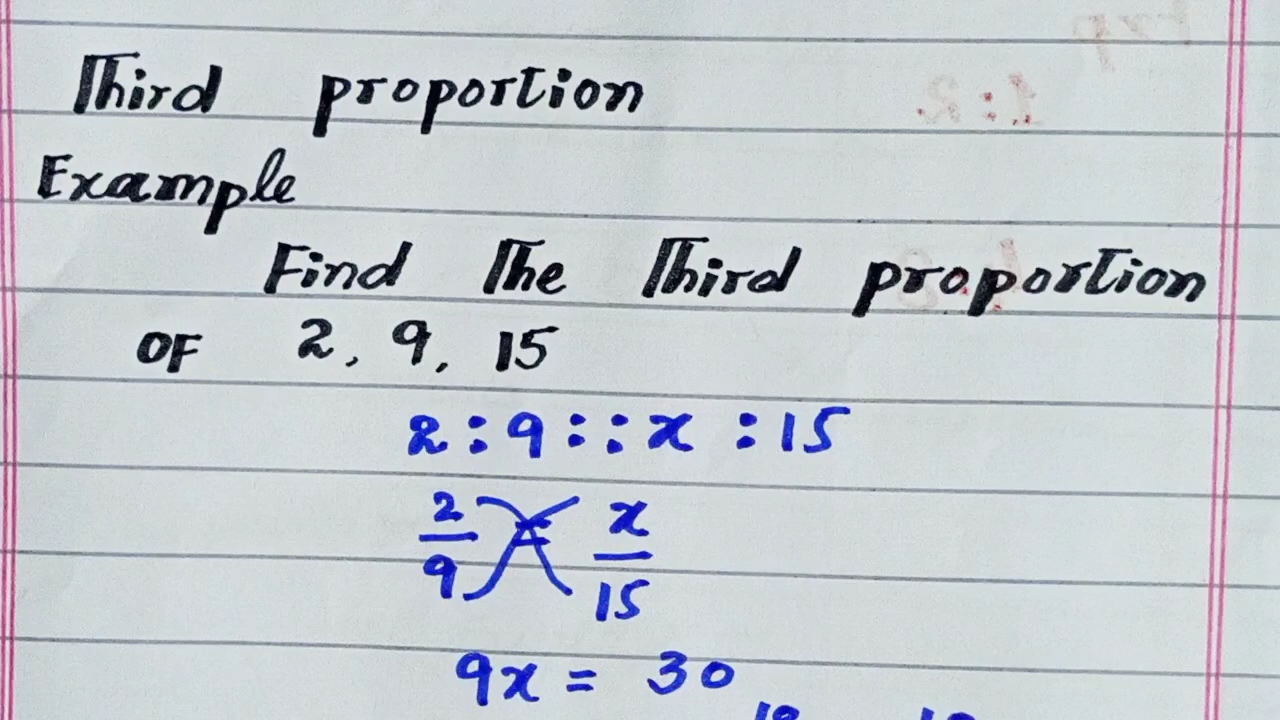 Third proportion
Example
Find The Third proportion
OF 2, 9, 15
2 : 9 : : x : 15
2/9 = x/15
9x = 30